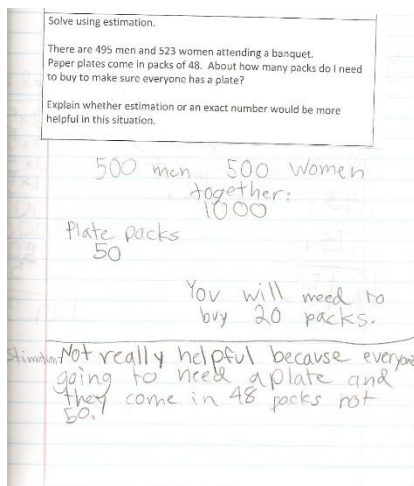 Solve using estimation.
There are 495 men and 523 women attending a banquet.
Paper plates come in packs of 48. About how many packs do I need
to buy to make sure everyone has a plate?
Explain whether estimation or an exact number would be more
helpful in this situation.
500 men 500 women
together:
1000
Plate packs
50
You will need to
buy 20 packs.
Stimation Not really helpful because everyone
going to need a plate and
they come in 48 packs not
50.